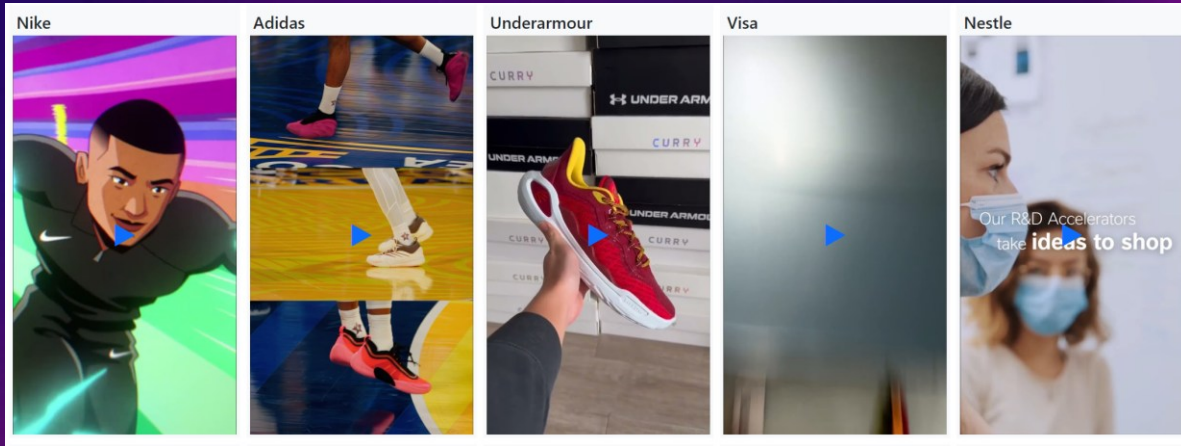 Nike
Adidas
Underarmour
Visa
Nestle
CURRY
UNDER ARM
CURRY
UNDER ARM
UNDER ARMOU
CURRY
CURRY
CURRY
Our R&D Accelerators
take ideas to shop